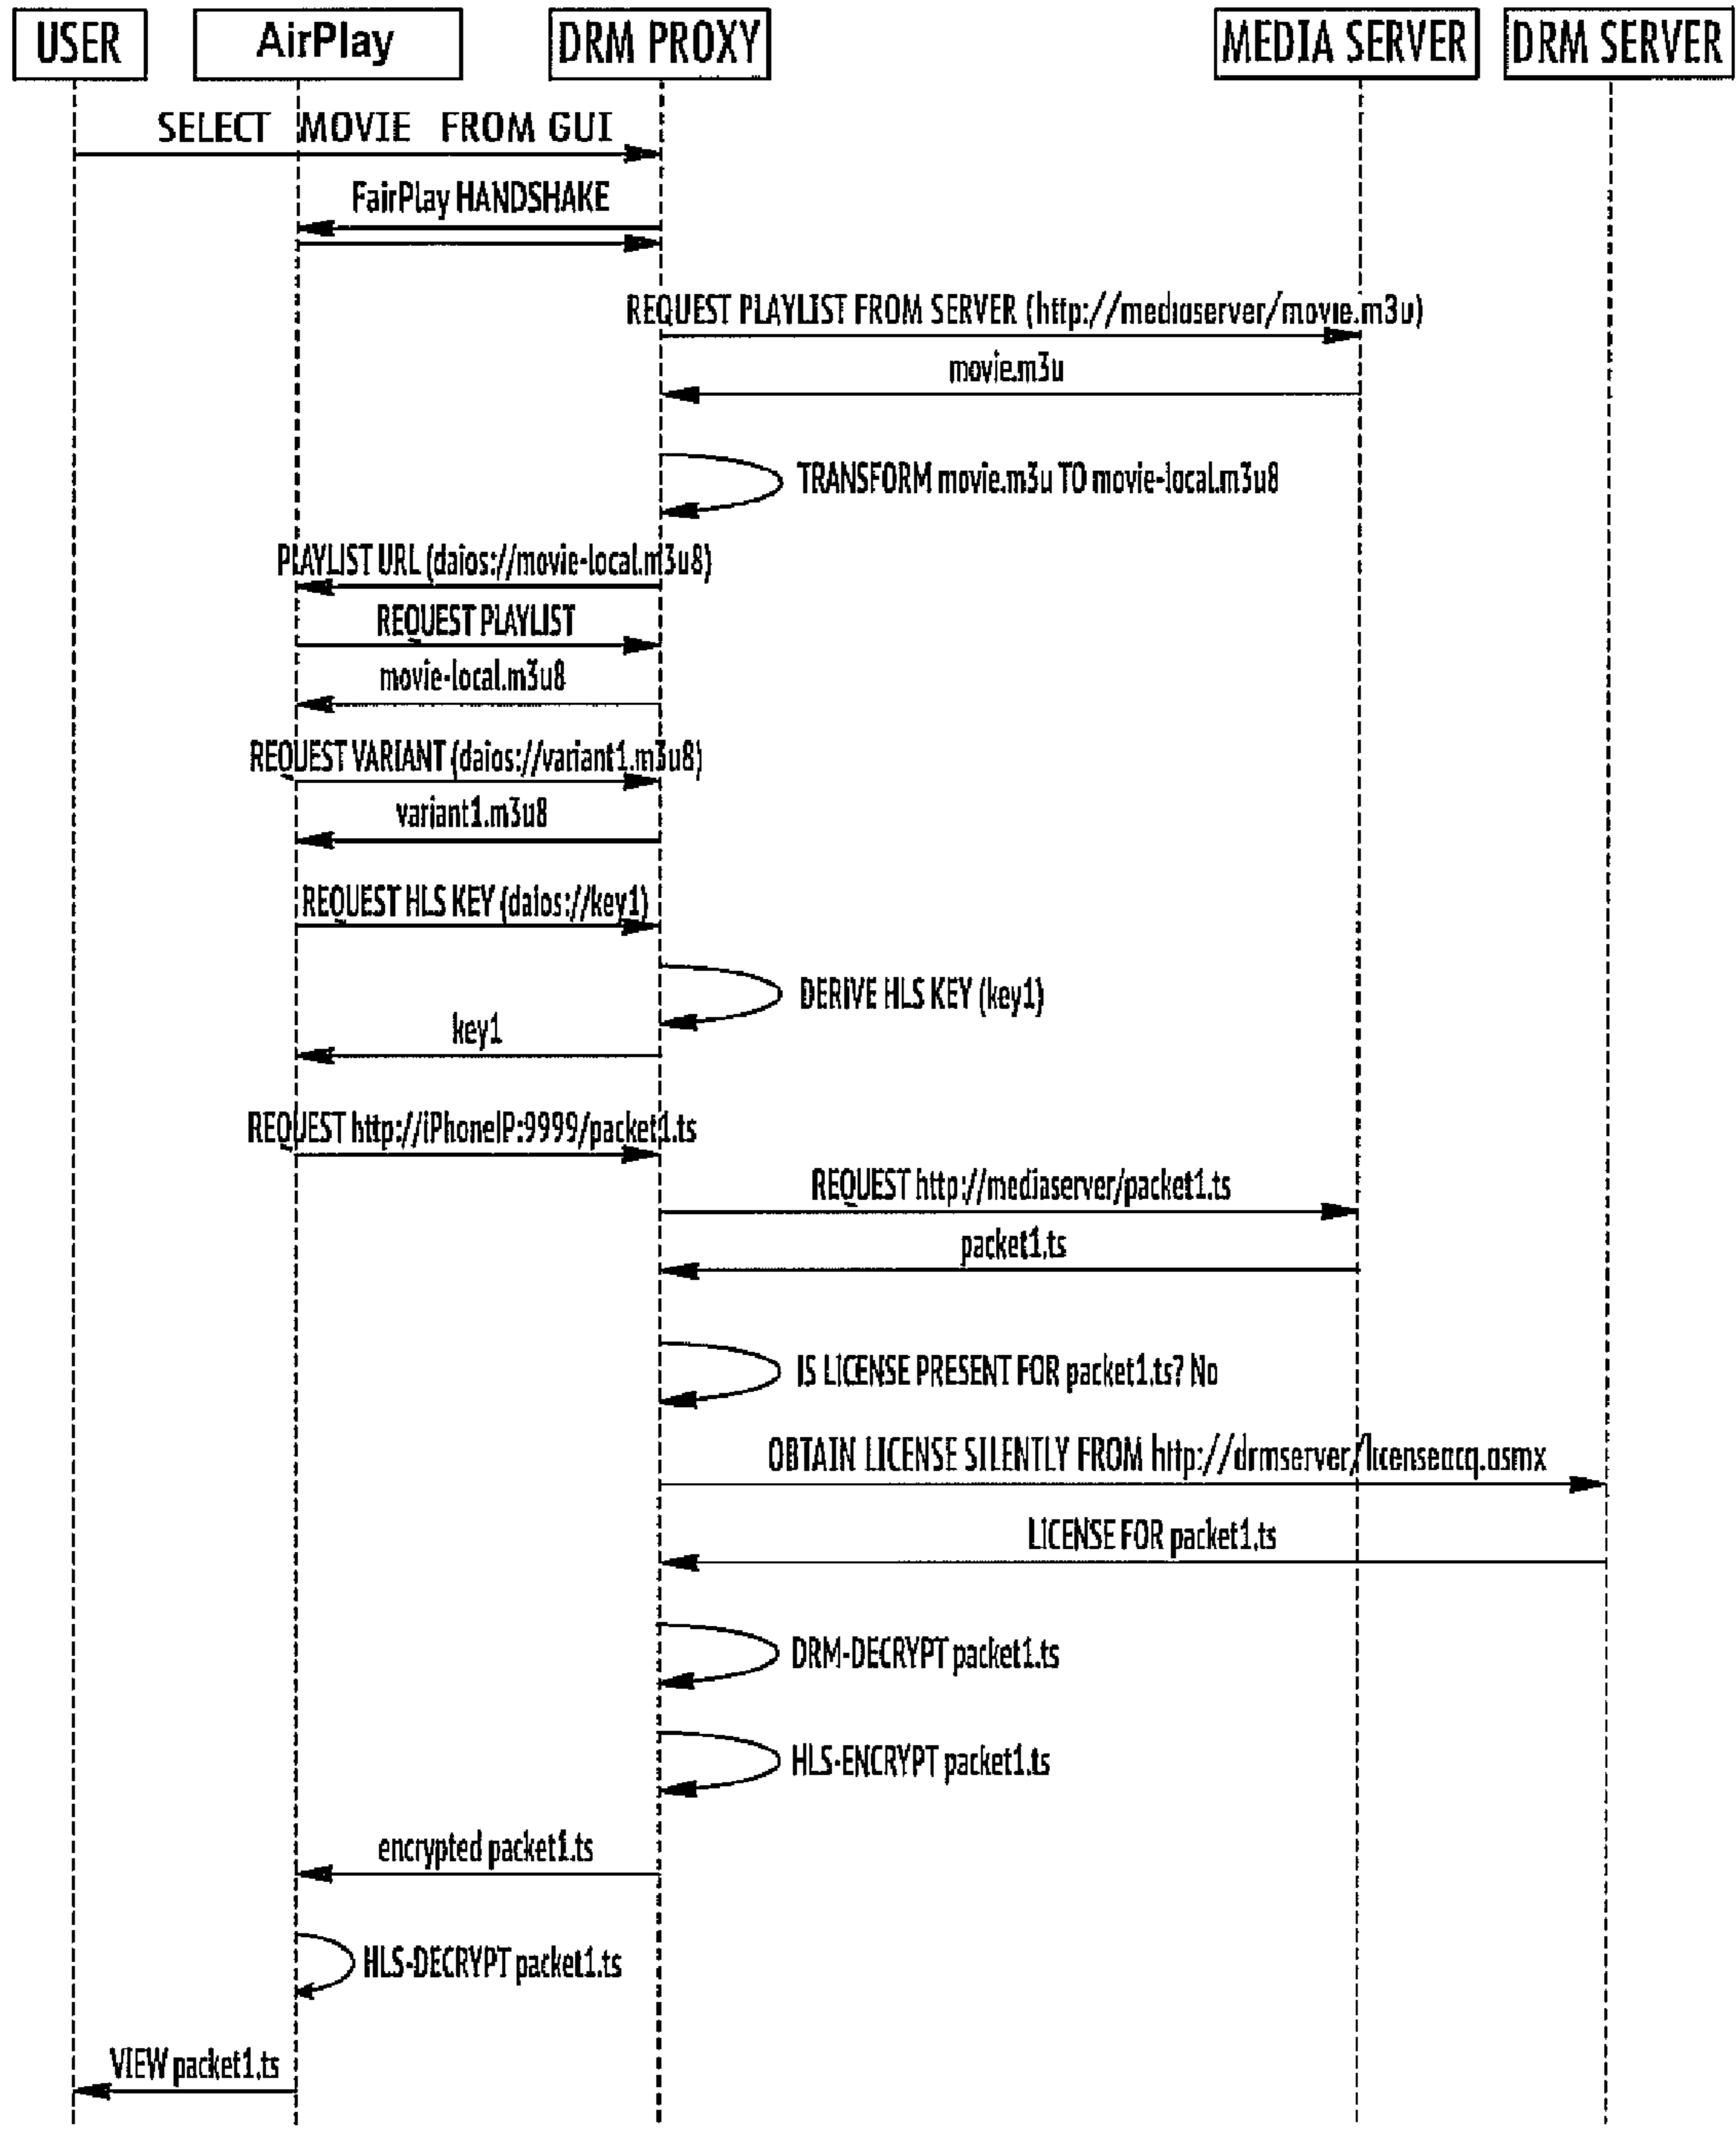 USER
AirPlay
DRM PROXY
MEDIA SERVER
DRM SERVER
SELECT MOVIE FROM GUI
FairPlay HANDSHAKE
REQUEST PLAYLIST FROM SERVER (http://mediaserver/movie.m3u)
movie.m3u
TRANSFORM movie.m3u TO movie-local.m3u8
PLAYLIST URL (daios://movie-local.m3u8)
REQUEST PLAYLIST
movie-local.m3u8
REQUEST VARIANT (daios://variant1.m3u8)
variant1.m3u8
REQUEST HLS KEY (daios://key1)
DERIVE HLS KEY (key1)
key1
REQUEST http://iPhoneIP:9999/packet1.ts
REQUEST http://mediaserver/packet1.ts
packet1.ts
IS LICENSE PRESENT FOR packet1.ts? No
OBTAIN LICENSE SILENTLY FROM http://drmserver/licenseacq.asmx
LICENSE FOR packet1.ts
DRM-DECRYPT packet1.ts
HLS-ENCRYPT packet1.ts
encrypted packet1.ts
HLS-DECRYPT packet1.ts
VIEW packet1.ts